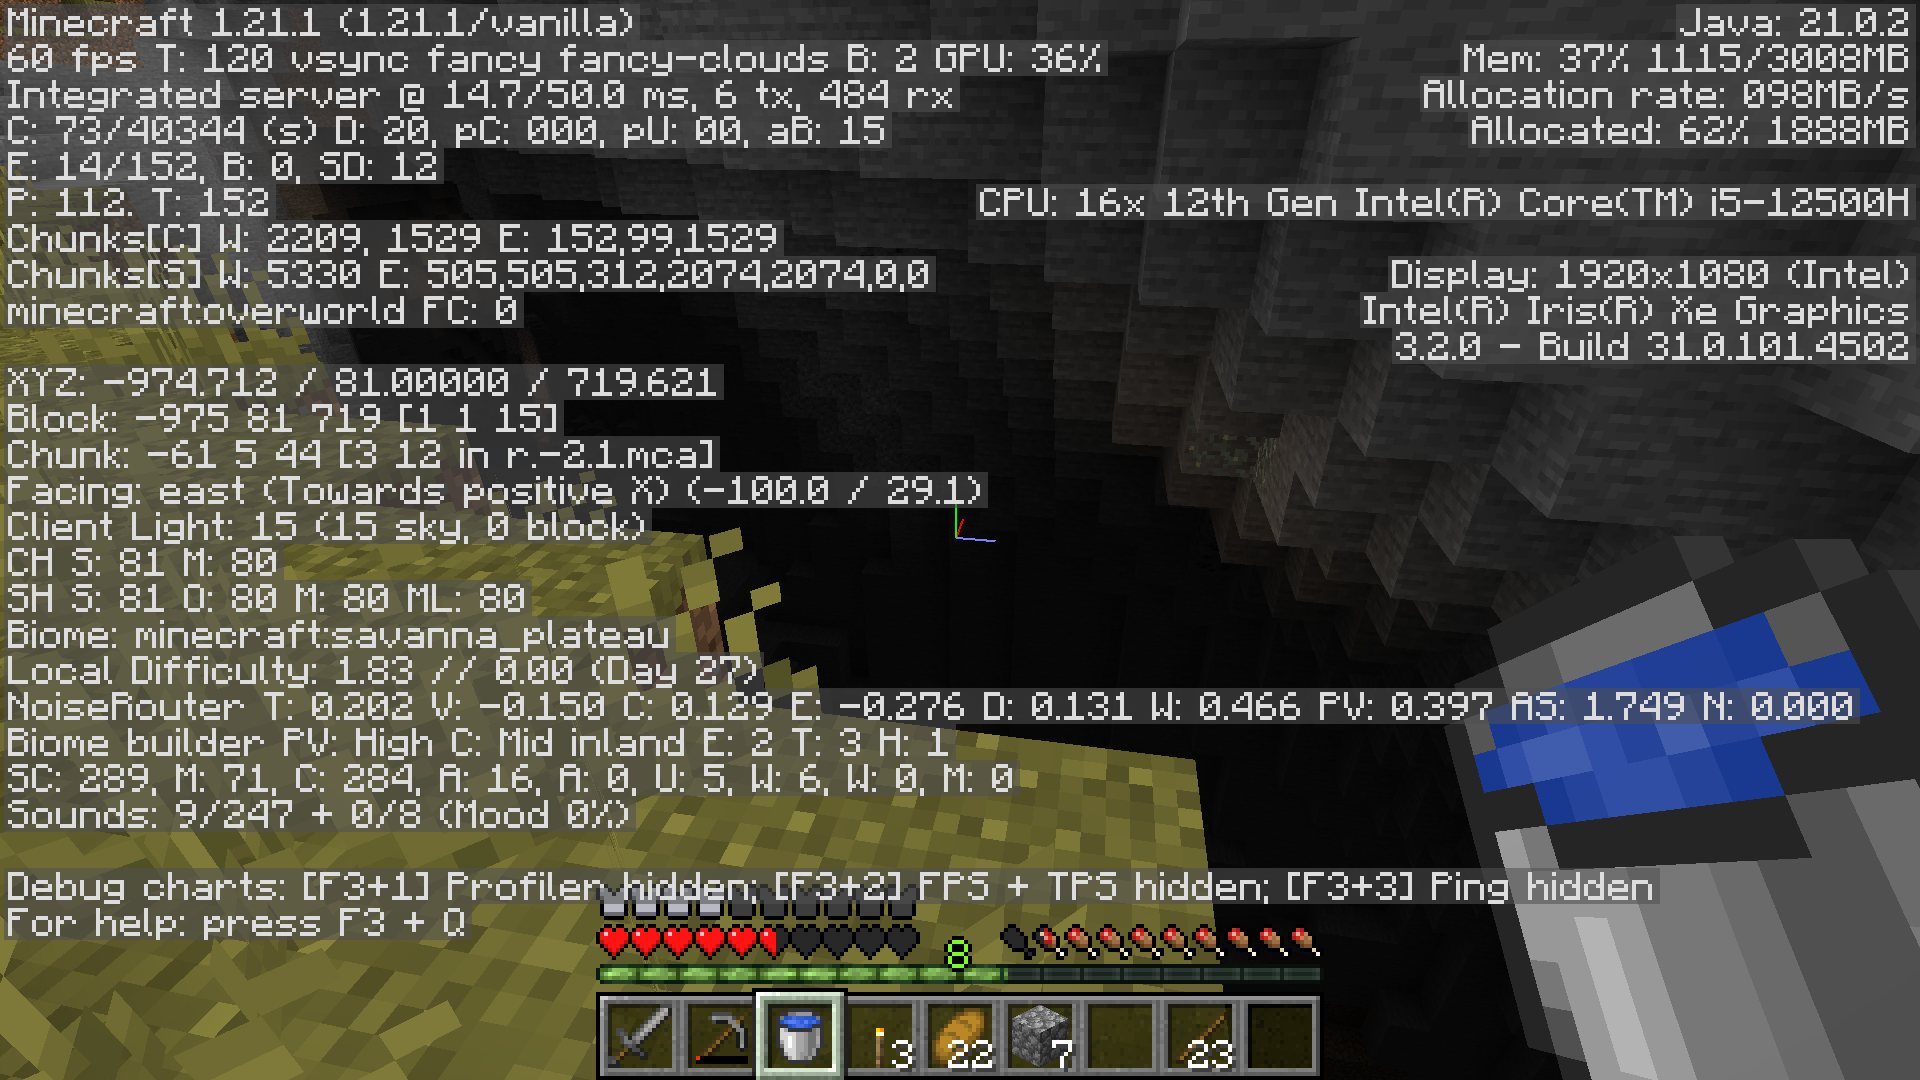 Minecraft 1.21.1 (1.21.1/vanilla)
60 fps T: 120 vsync fancy fancy-clouds B: 2 GPU: 36%
Integrated server @ 14.7/50.0 ms, 6 tx, 484 rx
C: 73/40344 (s) D: 20, pC: 000, pU: 00, aB: 15
E: 14/152, B: 0, SD: 12
P: 112. T: 152
Chunks[C] W: 2209, 1529 E: 152,99,1529
Chunks[S] W: 5330 E: 505,505,312,2074,2074,0,0
minecraft:overworld FC: 0
XYZ: -974.712 / 81.00000 / 719.621
Block: -975 81 719 [1 1 15]
Chunk: -61 5 44 [3 12 in r.-2.1.mca]
Facing: east (Towards positive X) (-100.0 / 29.1)
Client Light: 15 (15 sky, 0 block)
CH S: 81 M: 80
SH S: 81 O: 80 M: 80 ML: 80
Biome: minecraft:savanna_plateau
Local Difficulty: 1.83 // 0.00 (Day 27)
NoiseRouter T: 0.202 V: -0.150 C: 0.129 E: -0.276 D: 0.131 W: 0.466 PV: 0.397 AS: 1.749 N: 0.000
Biome builder PV: High C: Mid inland E: 2 T: 3 H: 1
SC: 289, M: 71, C: 284, A: 16, A: 0, U: 5, W: 6, W: 0, M: 0
Sounds: 9/247 + 0/8 (Mood 0%)
Debug charts: [F3+1] Profiler hidden; [F3+2] FPS + TPS hidden; [F3+3] Ping hidden
For help: press F3 + Q
Java: 21.0.2
Mem: 37% 1115/3008MB
Allocation rate: 098MB/s
Allocated: 62% 1888MB
CPU: 16x 12th Gen Intel(R) Core(TM) i5-12500H
Display: 1920x1080 (Intel)
Intel(R) Iris(R) Xe Graphics
3.2.0 - Build 31.0.101.4502
8
3 22 7 23